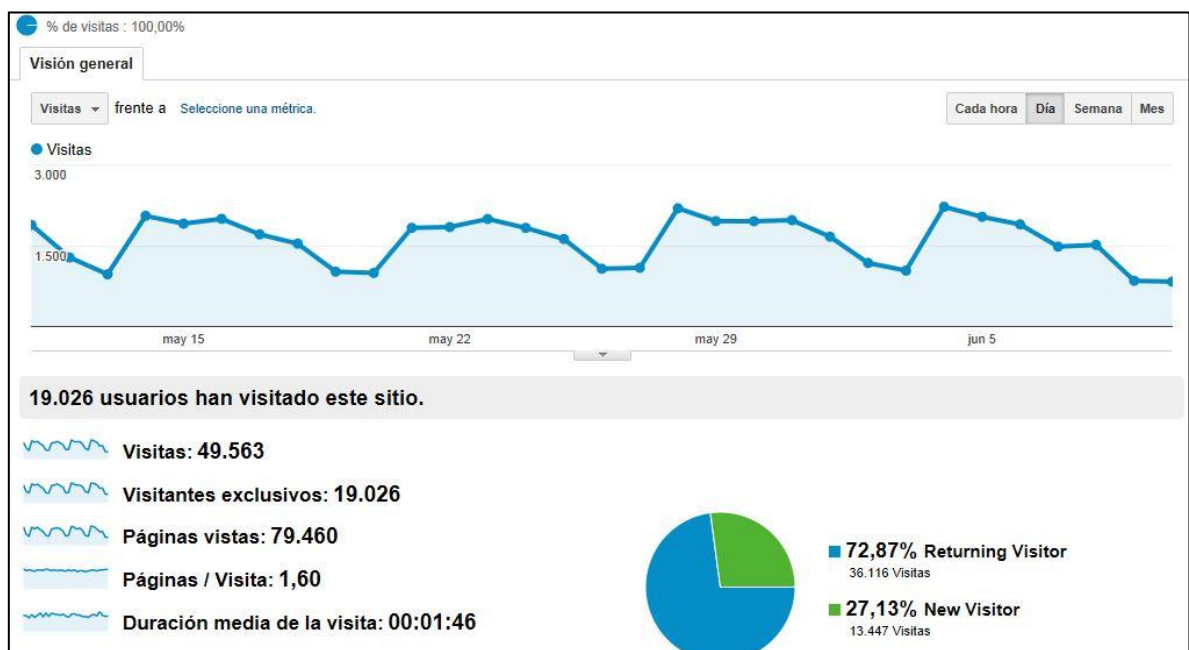 % de visitas : 100,00%
Visión general
Visitas frente a Seleccione una métrica. Cada hora Día Semana Mes
Visitas
3.000
1.500
may 15 may 22 may 29 jun 5
19.026 usuarios han visitado este sitio.
Visitas: 49.563
Visitantes exclusivos: 19.026
Páginas vistas: 79.460
Páginas / Visita: 1,60
Duración media de la visita: 00:01:46
72,87% Returning Visitor
36.116 Visitas
27,13% New Visitor
13.447 Visitas